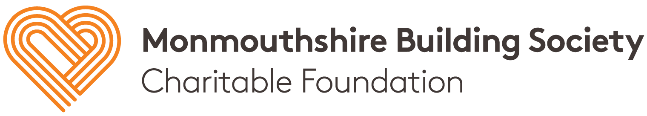 Monmouthshire Building Society
Charitable Foundation